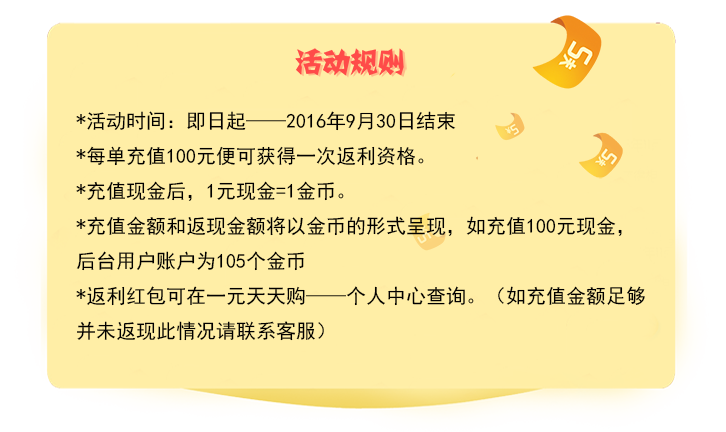 活动规则
*活动时间：即日起——2016年9月30日结束
*每单充值100元便可获得一次返利资格。
*充值现金后，1元现金=1金币。
*充值金额和返现金额将以金币的形式呈现，如充值100元现金，
后台用户账户为105个金币
*返利红包可在一元天天购——个人中心查询。（如充值金额足够
并未返现此情况请联系客服）
5大
5大
5大